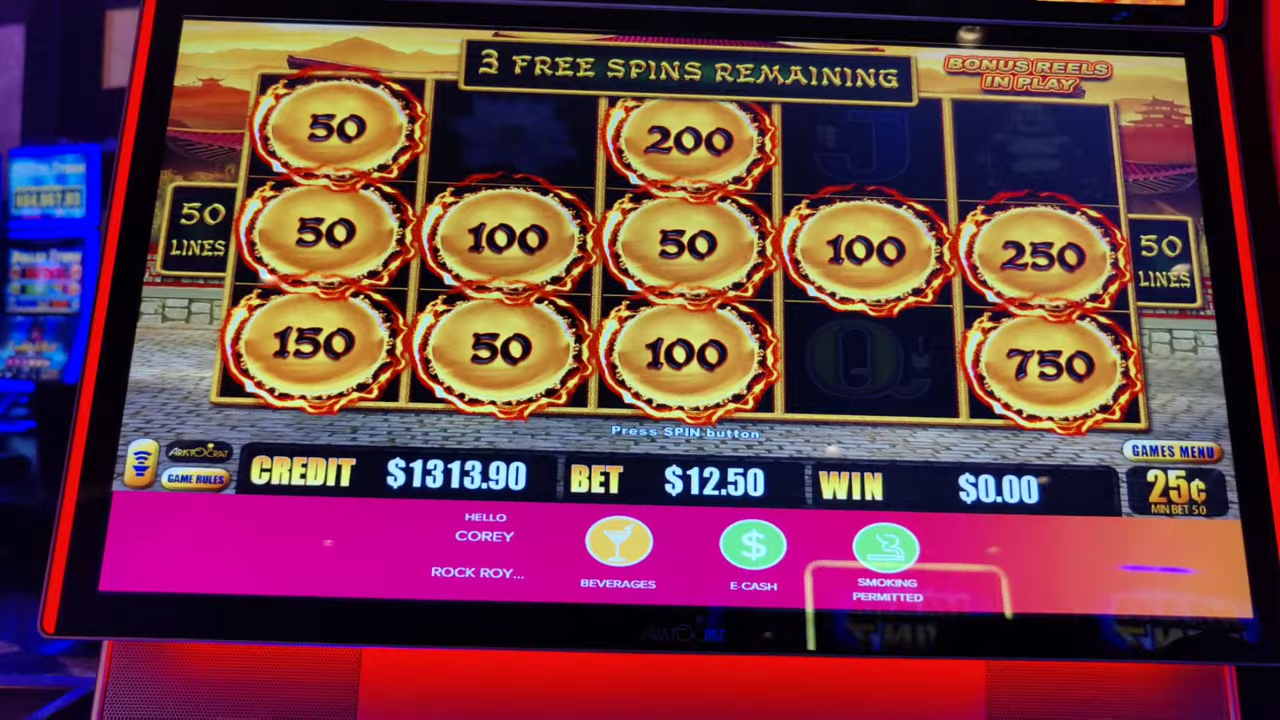 3 FREE SPINS REMAINING
BONUS REELS
IN PLAY
50
200
50
LINES
50
100
50
100
250
50
LINES
150
50
100
750
Press SPIN button
ARISTOCRAT
GAME RULES
CREDIT $1313.90
BET $12.50
WIN $0.00
GAMES MENU
25¢
MIN BET 50
HELLO
COREY
ROCK ROY...
BEVERAGES
$
E-CASH
SMOKING
PERMITTED